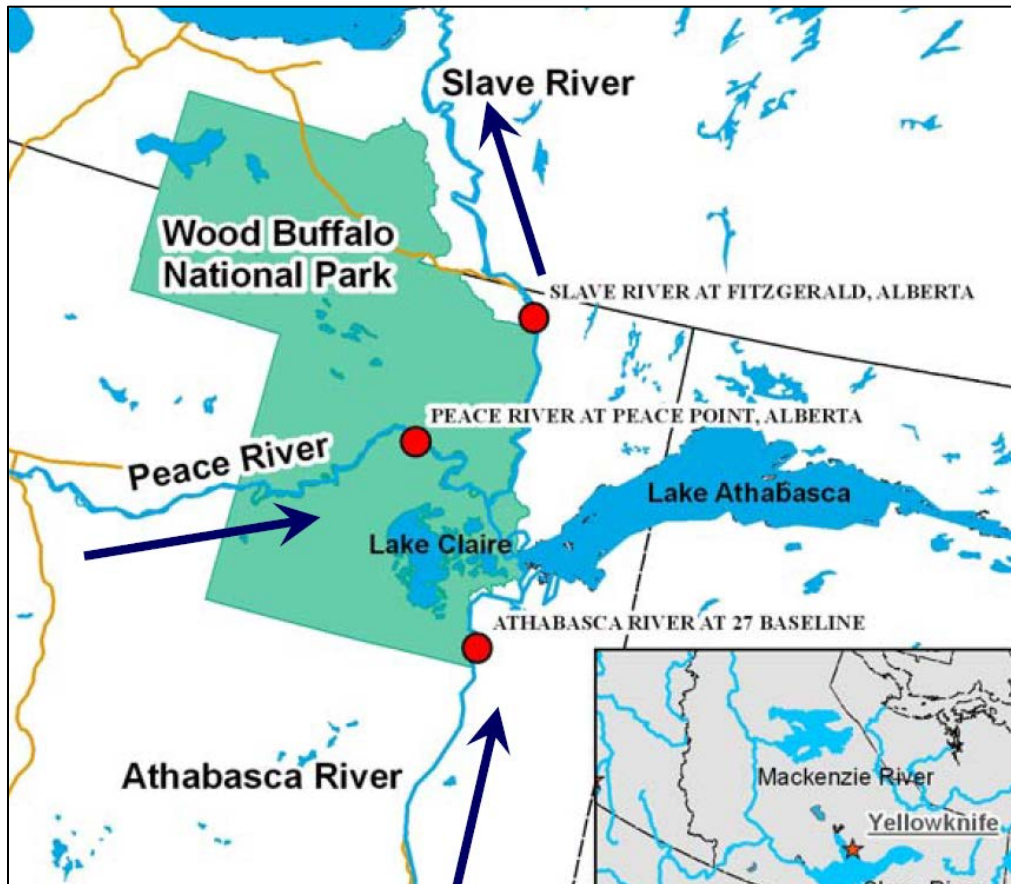 Slave River
Wood Buffalo
National Park
SLAVE RIVER AT FITZGERALD, ALBERTA
PEACE RIVER AT PEACE POINT, ALBERTA
Peace River
Lake Athabasca
Lake Claire
ATHABASCA RIVER AT 27 BASELINE
Athabasca River
Mackenzie River
Yellowknife